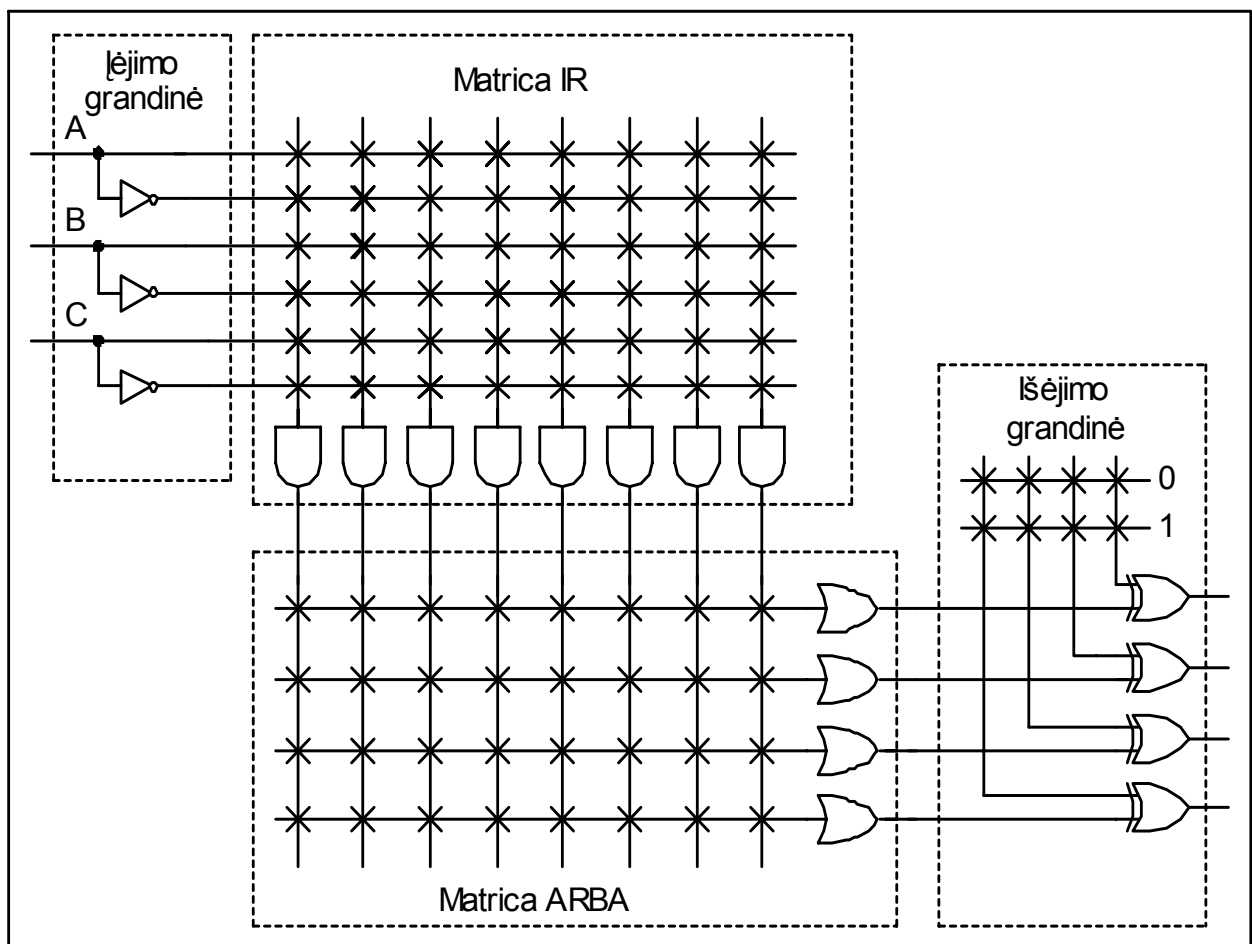 Įėjimo
grandinė
Matrica IR
A
B
C
Išėjimo
grandinė
0
1
Matrica ARBA